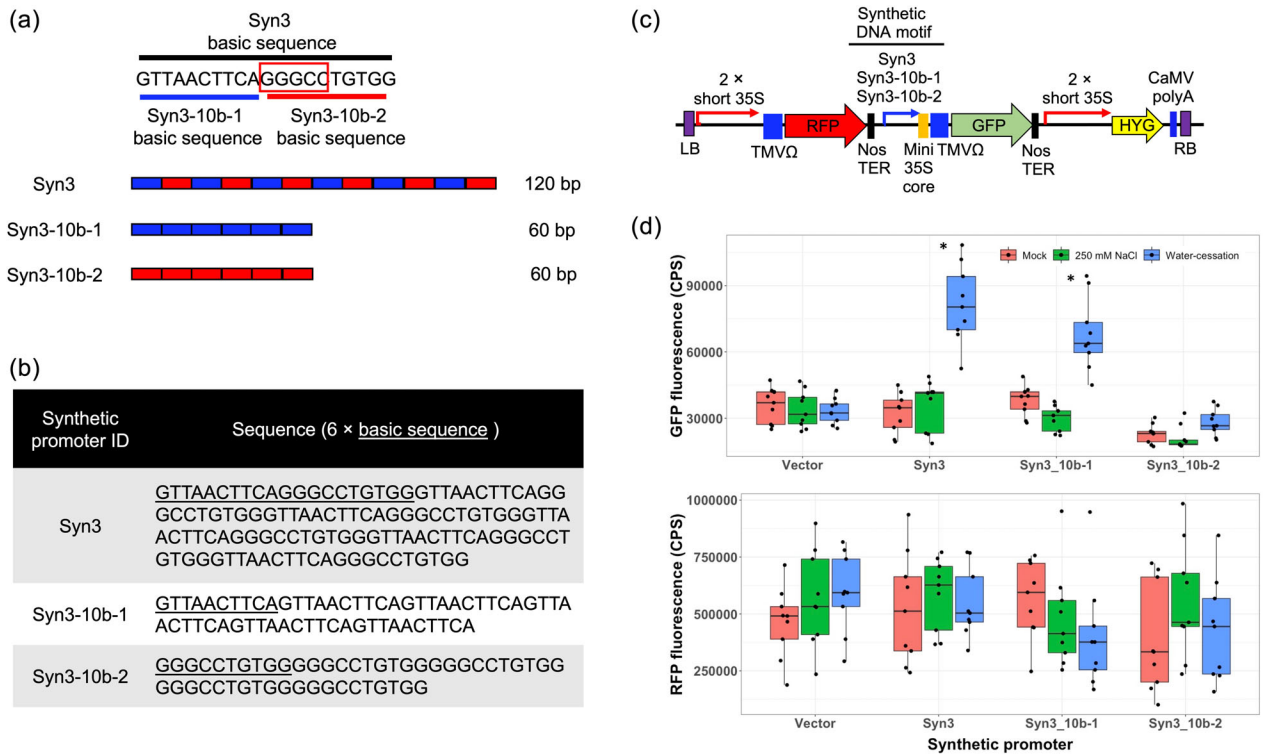 (a)
Syn3
basic sequence
GTTAACTTCAGGGCCTGTGG
Syn3-10b-1
basic sequence
Syn3-10b-2
basic sequence
Syn3
120 bp
Syn3-10b-1
60 bp
Syn3-10b-2
60 bp
(b)
Synthetic
promoter ID
Sequence (6 × basic sequence )
Syn3
GTTAACTTCAGGGCCTGTGGGTTAACTTCAGG
GCCTGTGGGTTAACTTCAGGGCCTGTGGGTTA
ACTTCAGGGCCTGTGGGTTAACTTCAGGGCCT
GTGGGTTAACTTCAGGGCCTGTGG
Syn3-10b-1
GTTAACTTCAGTTAACTTCAGTTAACTTCAGTTA
ACTTCAGTTAACTTCAGTTAACTTCA
Syn3-10b-2
GGGCCTGTGGGGGCCTGTGGGGGCCTGTGG
GGGCCTGTGGGGGCCTGTGG
(c)
Synthetic
DNA motif
Syn3
Syn3-10b-1
Syn3-10b-2
2 ×
short 35S
2 ×
short 35S
CaMV
polyA
RFP
GFP
HYG
LB
TMVΩ
Nos
TER
Mini
35S
core
TMVΩ
Nos
TER
RB
(d)
Mock
250 mM NaCl
Water-cessation
*
*
GFP fluorescence (CPS)
90000
60000
30000
Vector
Syn3
Syn3_10b-1
Syn3_10b-2
RFP fluorescence (CPS)
1000000
750000
500000
250000
Vector
Syn3
Syn3_10b-1
Syn3_10b-2
Synthetic promoter